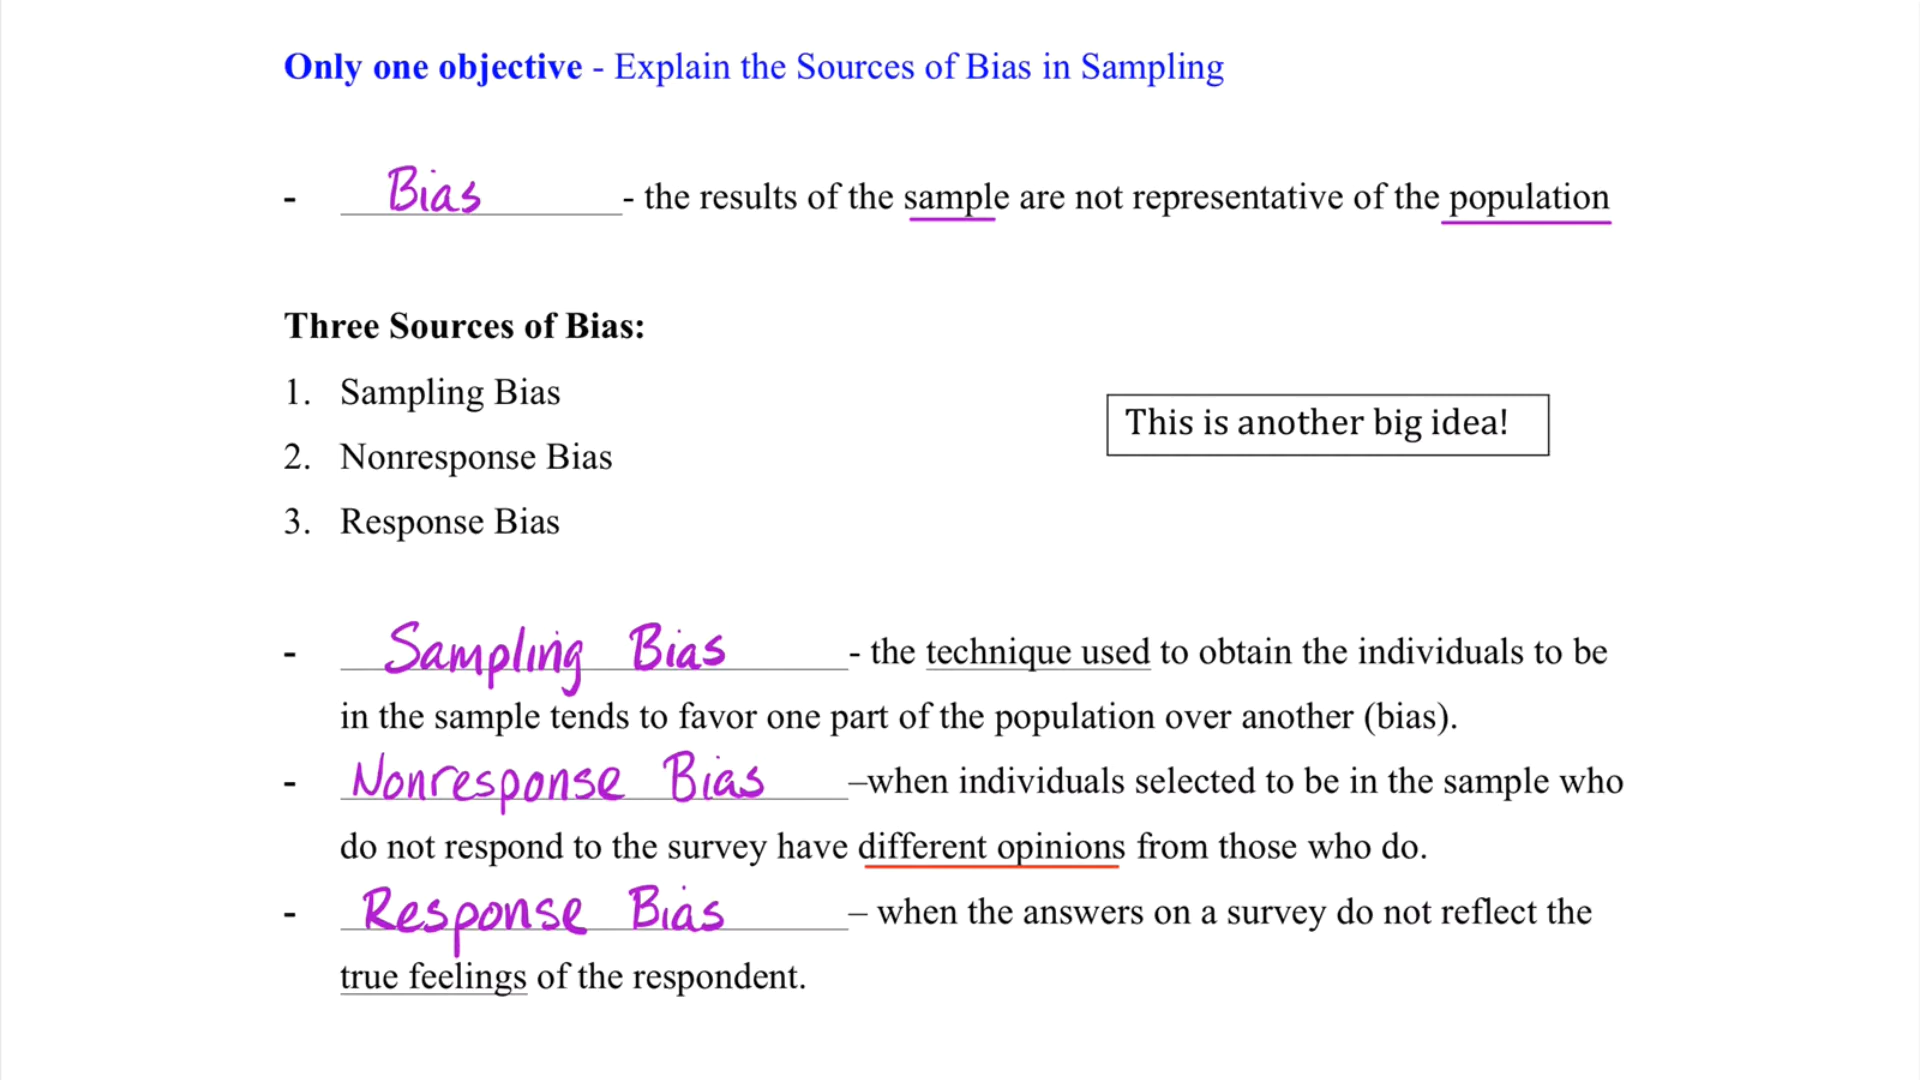 Only one objective - Explain the Sources of Bias in Sampling
- Bias - the results of the sample are not representative of the population
Three Sources of Bias:
1. Sampling Bias
This is another big idea!
2. Nonresponse Bias
3. Response Bias
- Sampling Bias - the technique used to obtain the individuals to be
in the sample tends to favor one part of the population over another (bias).
- Nonresponse Bias –when individuals selected to be in the sample who
do not respond to the survey have different opinions from those who do.
- Response Bias – when the answers on a survey do not reflect the
true feelings of the respondent.